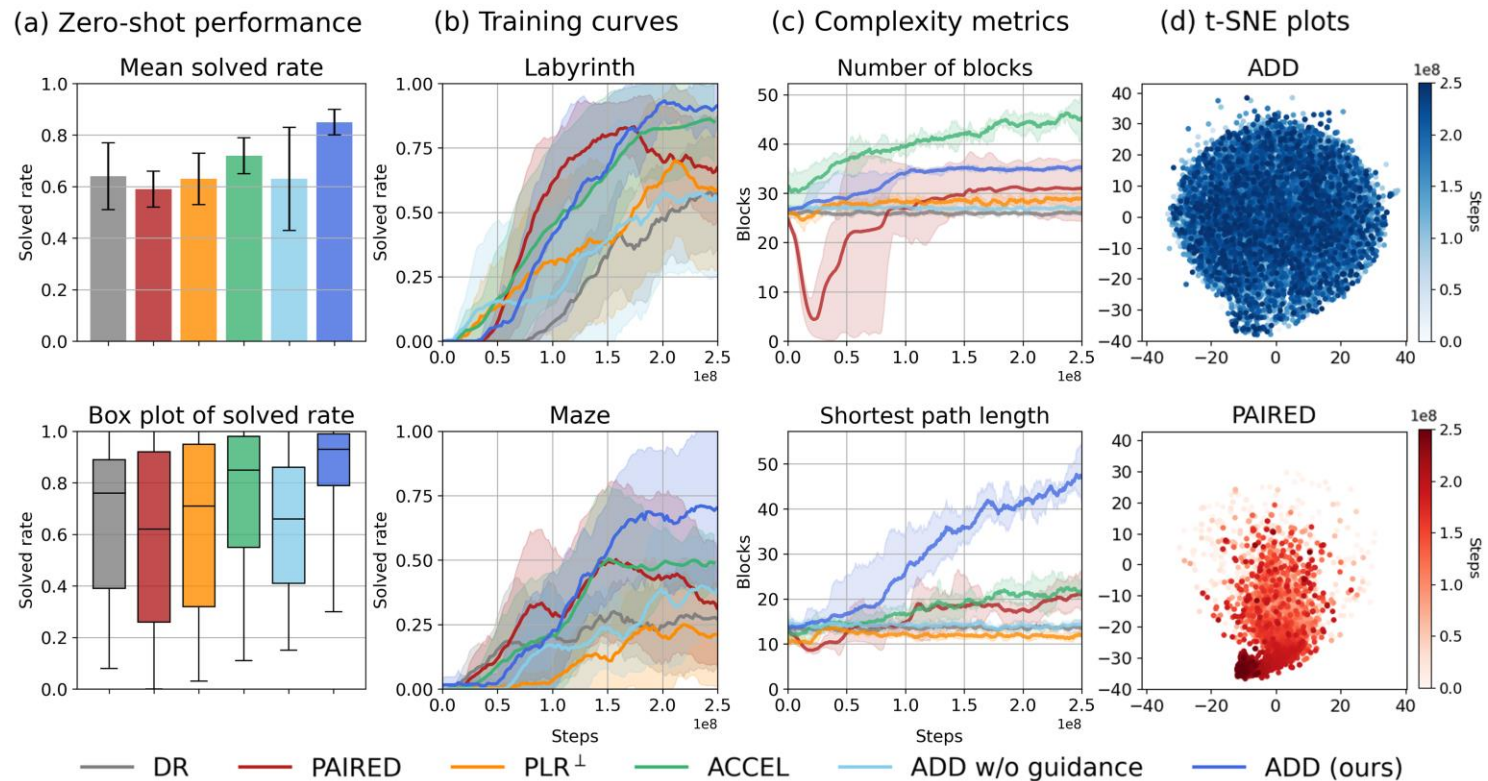 (a) Zero-shot performance
(b) Training curves
(c) Complexity metrics
(d) t-SNE plots
Mean solved rate
Solved rate
1.0
0.8
0.6
0.4
0.2
0.0
Labyrinth
Solved rate
1.00
0.75
0.50
0.25
0.00
0.0 0.5 1.0 1.5 2.0 2.5
1e8
Number of blocks
Blocks
50
40
30
20
10
0
0.0 0.5 1.0 1.5 2.0 2.5
1e8
ADD
40
30
20
10
0
−10
−20
−30
−40
−40 −20 0 20 40
1e8
2.5
2.0
1.5
1.0
0.5
0.0
Steps
Box plot of solved rate
Solved rate
1.0
0.8
0.6
0.4
0.2
0.0
Maze
Solved rate
1.00
0.75
0.50
0.25
0.00
0.0 0.5 1.0 1.5 2.0 2.5
1e8
Steps
Shortest path length
Blocks
50
40
30
20
10
0
0.0 0.5 1.0 1.5 2.0 2.5
1e8
PAIRED
40
30
20
10
0
−10
−20
−30
−40
−40 −20 0 20 40
1e8
2.5
2.0
1.5
1.0
0.5
0.0
Steps
DR PAIRED PLR⊥ ACCEL ADD w/o guidance ADD (ours)